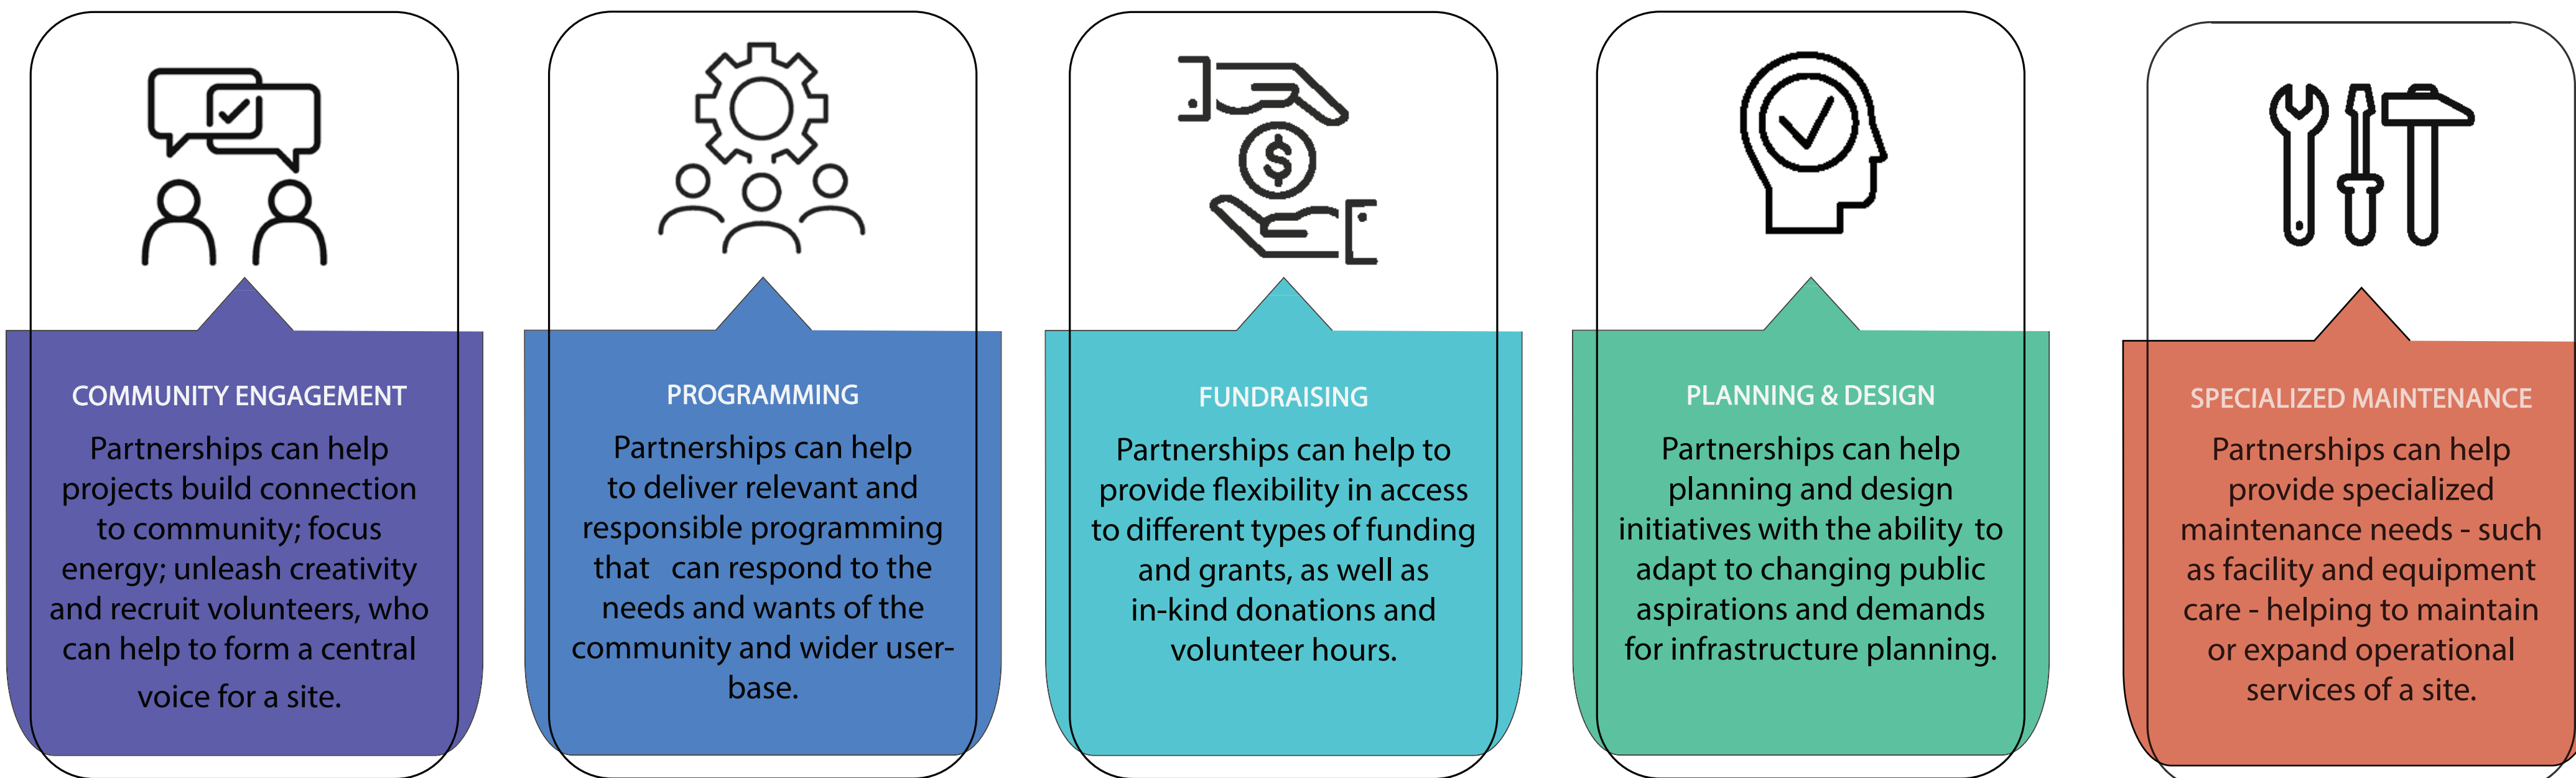 COMMUNITY ENGAGEMENT
Partnerships can help
projects build connection
to community; focus
energy; unleash creativity
and recruit volunteers, who
can help to form a central
voice for a site.
PROGRAMMING
Partnerships can help
to deliver relevant and
responsible programming
that can respond to the
needs and wants of the
community and wider user-
base.
FUNDRAISING
Partnerships can help to
provide flexibility in access
to different types of funding
and grants, as well as
in-kind donations and
volunteer hours.
PLANNING & DESIGN
Partnerships can help
planning and design
initiatives with the ability to
adapt to changing public
aspirations and demands
for infrastructure planning.
SPECIALIZED MAINTENANCE
Partnerships can help
provide specialized
maintenance needs - such
as facility and equipment
care - helping to maintain
or expand operational
services of a site.